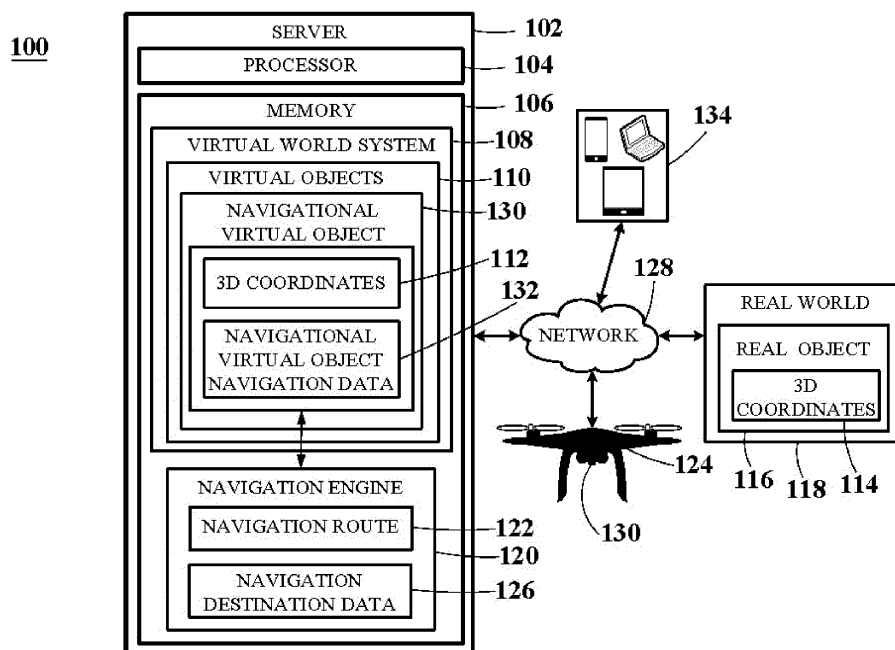 100
SERVER
102
PROCESSOR
104
MEMORY
106
VIRTUAL WORLD SYSTEM
108
VIRTUAL OBJECTS
110
NAVIGATIONAL
VIRTUAL OBJECT
130
3D COORDINATES
112
NAVIGATIONAL
VIRTUAL OBJECT
NAVIGATION DATA
132
NAVIGATION ENGINE
120
NAVIGATION ROUTE
122
NAVIGATION
DESTINATION DATA
126
134
NETWORK
128
124
130
REAL WORLD
REAL OBJECT
3D
COORDINATES
116
118
114